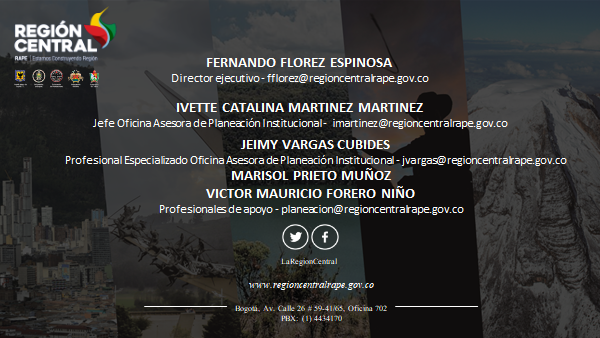 REGIÓN
CENTRAL
RAPE | Estamos Construyendo Región
FERNANDO FLOREZ ESPINOSA
Director ejecutivo - fflorez@regioncentralrape.gov.co
IVETTE CATALINA MARTINEZ MARTINEZ
Jefe Oficina Asesora de Planeación Institucional - imartinez@regioncentralrape.gov.co
JEIMY VARGAS CUBIDES
Profesional Especializado Oficina Asesora de Planeación Institucional - jvargas@regioncentralrape.gov.co
MARISOL PRIETO MUÑOZ
VICTOR MAURICIO FORERO NIÑO
Profesionales de apoyo - planeacion@regioncentralrape.gov.co
LaRegionCentral
www.regioncentralrape.gov.co
Bogotá, Av. Calle 26 # 59-41/65, Oficina 702
PBX: (1) 4434170